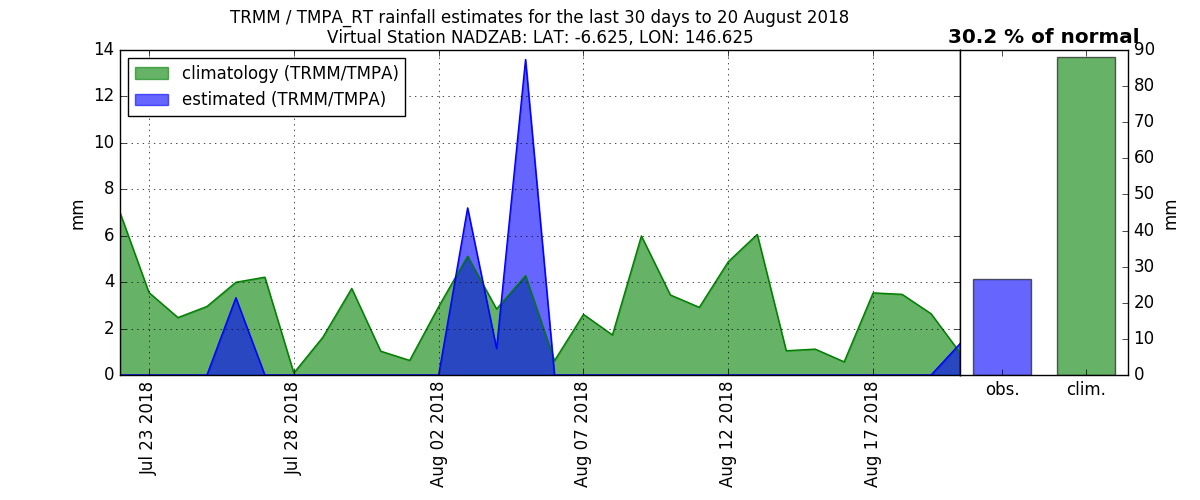 TRMM / TMPA_RT rainfall estimates for the last 30 days to 20 August 2018
Virtual Station NADZAB: LAT: -6.625, LON: 146.625
30.2 % of normal
climatology (TRMM/TMPA)
estimated (TRMM/TMPA)
14
12
10
8
6
4
2
0
mm
Jul 23 2018
Jul 28 2018
Aug 02 2018
Aug 07 2018
Aug 12 2018
Aug 17 2018
90
80
70
60
50
40
30
20
10
0
mm
obs.
clim.